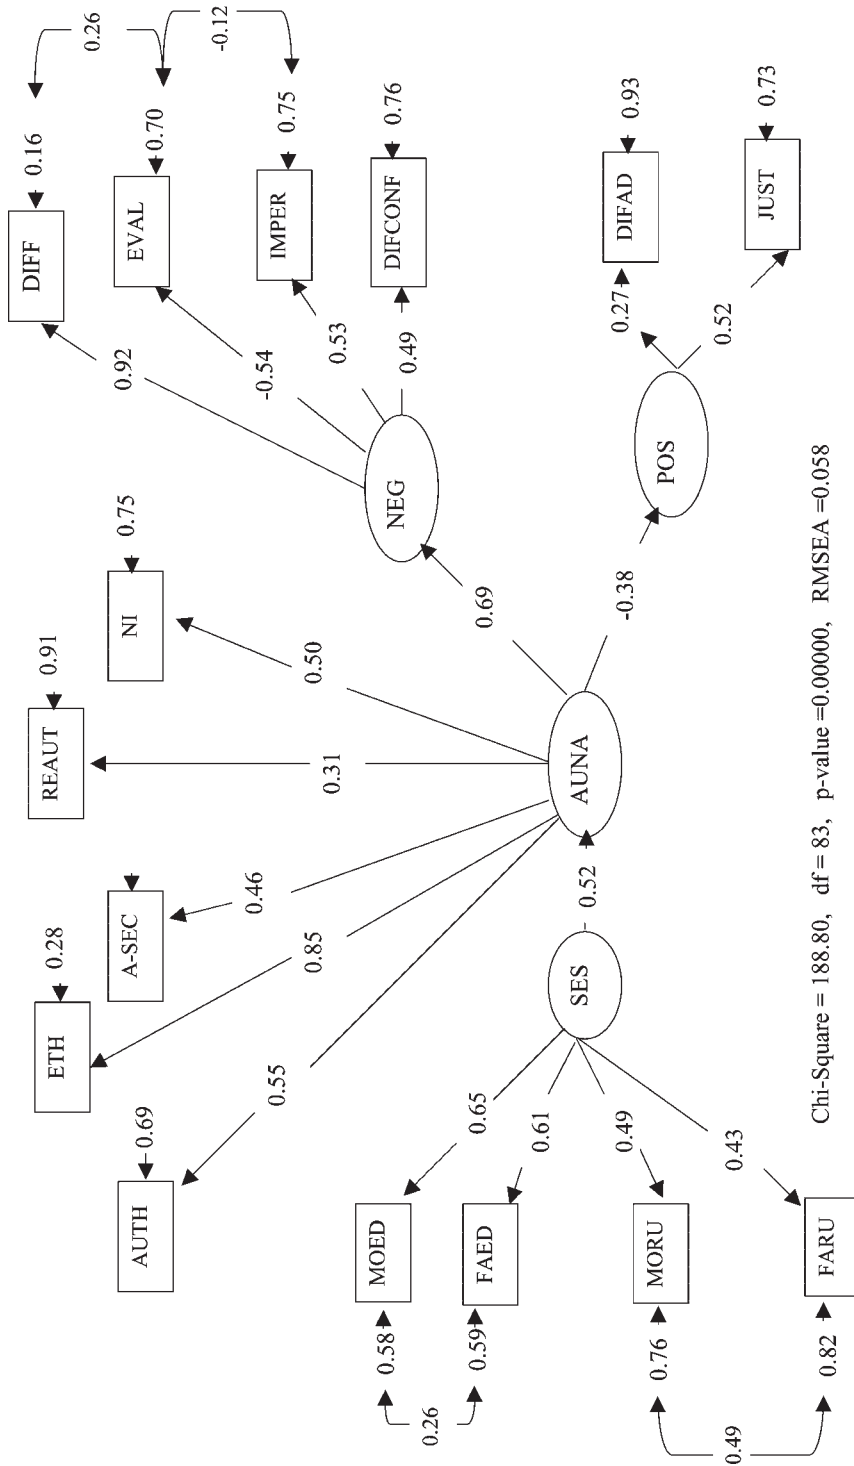 DIFF
0.16
0.26
EVAL
0.70
-0.12
IMPER
0.75
DIFCONF
0.76
DIFAD
0.93
JUST
0.73
0.92
-0.54
0.53
0.49
0.27
0.52
NEG
POS
NI
0.75
REAUT
0.91
A-SEC
ETH
0.28
AUTH
0.69
0.50
0.31
0.46
0.85
0.55
0.69
-0.38
AUNA
0.52
SES
0.65
0.61
0.49
0.43
MOED
FAED
MORU
FARU
0.58
0.59
0.76
0.82
0.26
0.49
Chi-Square = 188.80, df = 83, p-value =0.00000, RMSEA =0.058